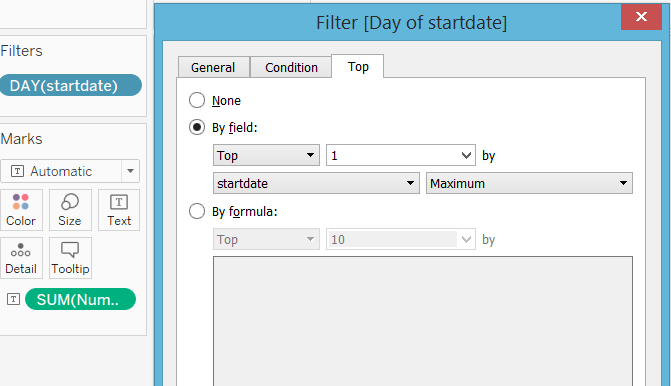 Filters
DAY(startdate)
Marks
T Automatic
Color Size Text
Detail Tooltip
T SUM(Num..
Filter [Day of startdate]
General Condition Top
None
By field:
Top 1 by
startdate Maximum
By formula:
Top 10 by